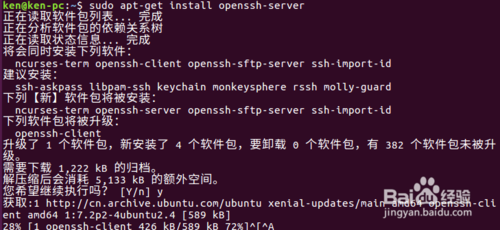 ken@ken-pc:~$ sudo apt-get install openssh-server
正在读取软件包列表... 完成
正在分析软件包的依赖关系树
正在读取状态信息... 完成
将会同时安装下列软件：
ncurses-term openssh-client openssh-sftp-server ssh-import-id
建议安装：
ssh-askpass libpam-ssh keychain monkeysphere rssh molly-guard
下列【新】软件包将被安装：
ncurses-term openssh-server openssh-sftp-server ssh-import-id
下列软件包将被升级：
openssh-client
升级了 1 个软件包，新安装了 4 个软件包，要卸载 0 个软件包，有 382 个软件包未被升
级。
需要下载 1,222 kB 的归档。
解压缩后会消耗 5,133 kB 的额外空间。
您希望继续执行吗？ [Y/n] y
获取:1 http://cn.archive.ubuntu.com/ubuntu xenial-updates/main amd64 openssh-cli
ent amd64 1:7.2p2-4ubuntu2.4 [589 kB]
28% [1 openssh-client 426 kB/589 kB 72%]^[^A
Baidu 经验
jingyan.baidu.com